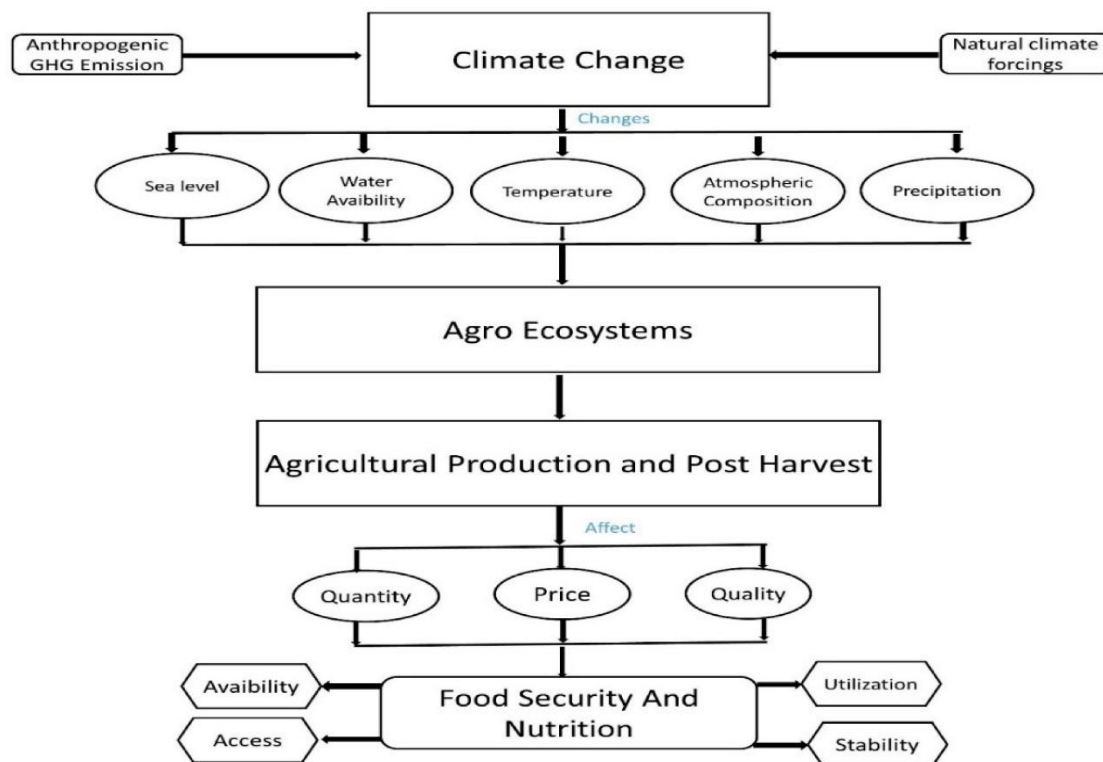 Anthropogenic
GHG Emission
Climate Change
Natural climate
forcings
Changes
Sea level
Water
Avaibility
Temperature
Atmospheric
Composition
Precipitation
Agro Ecosystems
Agricultural Production and Post Harvest
Affect
Quantity
Price
Quality
Avaibility
Food Security And
Nutrition
Utilization
Access
Stability